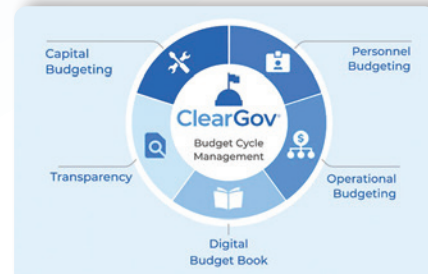 Capital
Budgeting
Personnel
Budgeting
ClearGov
Budget Cycle
Management
Transparency
Operational
Budgeting
Digital
Budget Book